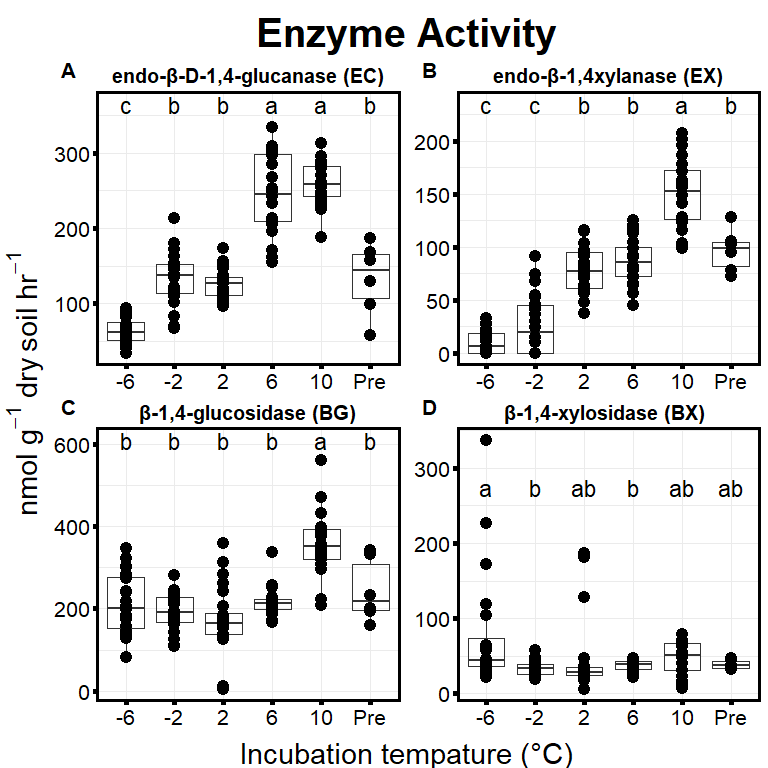 Enzyme Activity
A endo-β-D-1,4-glucanase (EC)
c b b a a b
300
200
100
-6 -2 2 6 10 Pre
B endo-β-1,4xylanase (EX)
c c b b a b
200
150
100
50
0
-6 -2 2 6 10 Pre
nmol g⁻¹ dry soil hr⁻¹
C β-1,4-glucosidase (BG)
b b b b a b
600
400
200
0
-6 -2 2 6 10 Pre
D β-1,4-xylosidase (BX)
300
a b ab b ab ab
200
100
0
-6 -2 2 6 10 Pre
Incubation tempature (°C)